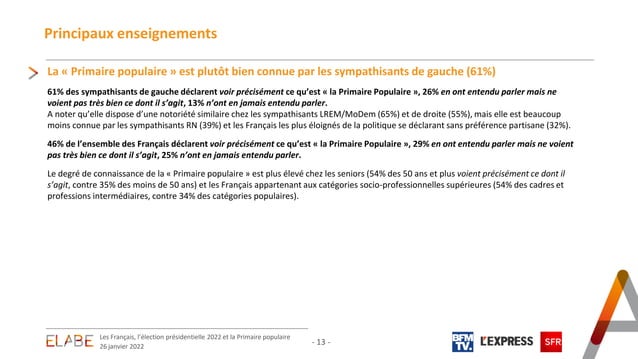 Principaux enseignements
La « Primaire populaire » est plutôt bien connue par les sympathisants de gauche (61%)
61% des sympathisants de gauche déclarent voir précisément ce qu'est « la Primaire Populaire », 26% en ont entendu parler mais ne
voient pas très bien ce dont il s'agit, 13% n'ont en jamais entendu parler.
A noter qu'elle dispose d'une notoriété similaire chez les sympathisants LREM/MoDem (65%) et de droite (55%), mais elle est beaucoup
moins connue par les sympathisants RN (39%) et les Français les plus éloignés de la politique se déclarant sans préférence partisane (32%).
46% de l'ensemble des Français déclarent voir précisément ce qu'est « la Primaire Populaire », 29% en ont entendu parler mais ne voient
pas très bien ce dont il s'agit, 25% n'ont en jamais entendu parler.
Le degré de connaissance de la « Primaire populaire » est plus élevé chez les seniors (54% des 50 ans et plus voient précisément ce dont il
s'agit, contre 35% des moins de 50 ans) et les Français appartenant aux catégories socio-professionnelles supérieures (54% des cadres et
professions intermédiaires, contre 34% des catégories populaires).
ELABE
Les Français, l'élection présidentielle 2022 et la Primaire populaire
26 janvier 2022
- 13 -
BFM
TV.
L'EXPRESS
SFR